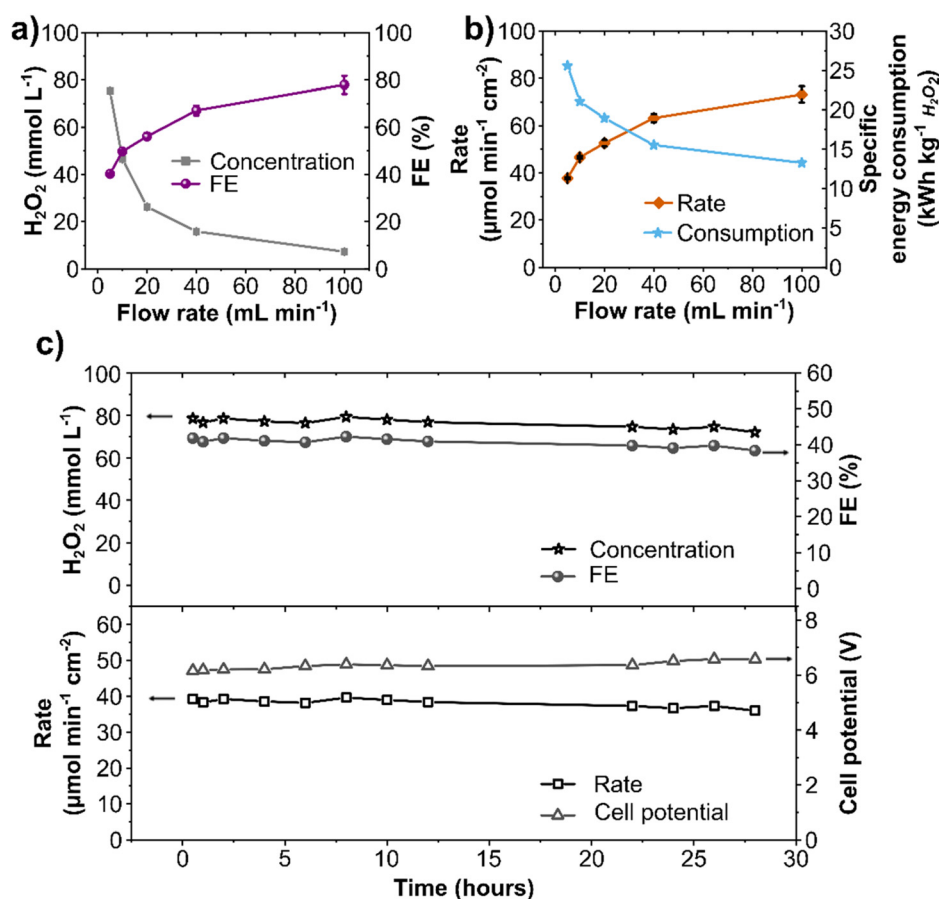 a)
H₂O₂ (mmol L⁻¹)
100
80
60
40
20
0
Concentration
FE
100
80
60
40
20
0
FE (%)
0 20 40 60 80 100
Flow rate (mL min⁻¹)
b)
Rate
(μmol min⁻¹ cm⁻²)
100
80
60
40
20
0
Rate
Consumption
30
25
20
15
10
5
0
Specific
energy consumption
(kWh kg⁻¹ H₂O₂)
0 20 40 60 80 100
Flow rate (mL min⁻¹)
c)
H₂O₂ (mmol L⁻¹)
100
80
60
40
20
0
Concentration
FE
60
50
40
30
20
10
0
FE (%)
Rate
(μmol min⁻¹ cm⁻²)
60
50
40
30
20
10
0
Rate
Cell potential
8
6
4
2
0
Cell potential (V)
0 5 10 15 20 25 30
Time (hours)